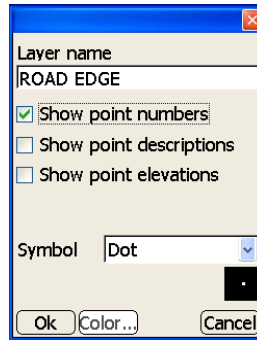 Layer name
ROAD EDGE
Show point numbers
Show point descriptions
Show point elevations
Symbol Dot
Ok Color... Cancel